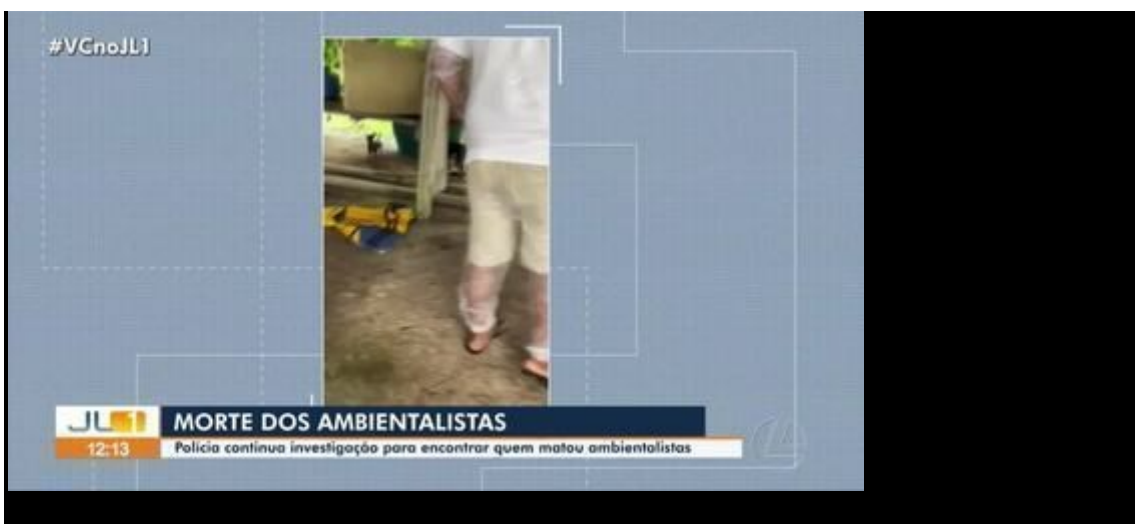 #VCnoJL1
JL1
MORTE DOS AMBIENTALISTAS
12:13
Polícia continua investigação para encontrar quem matou ambientalistas